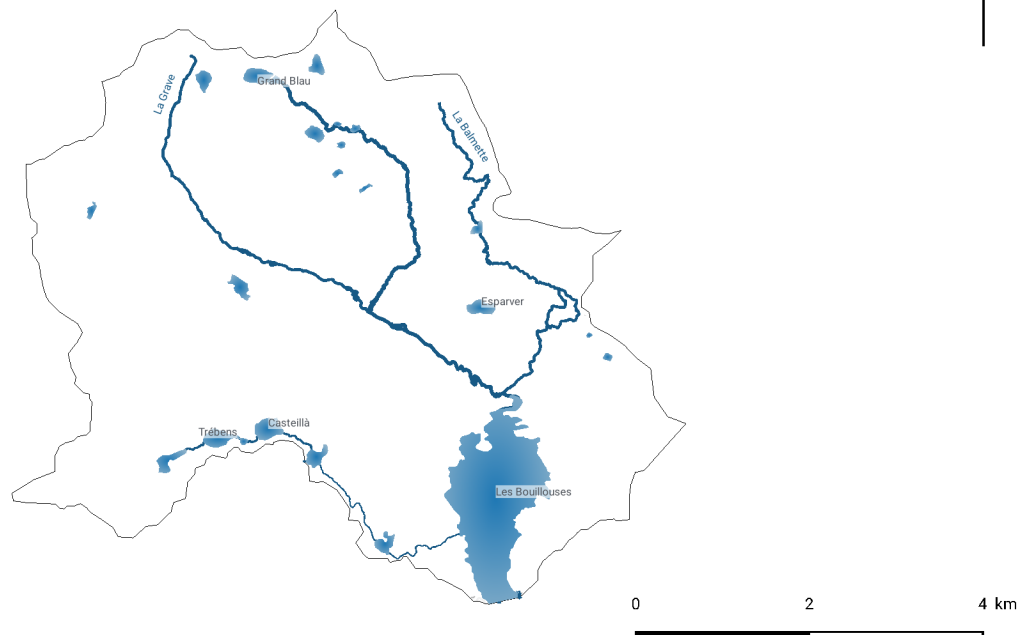 La Grave
Grand Blau
La Balmette
Esparver
Trébens
Casteillà
Les Bouillouses
0 2 4 km